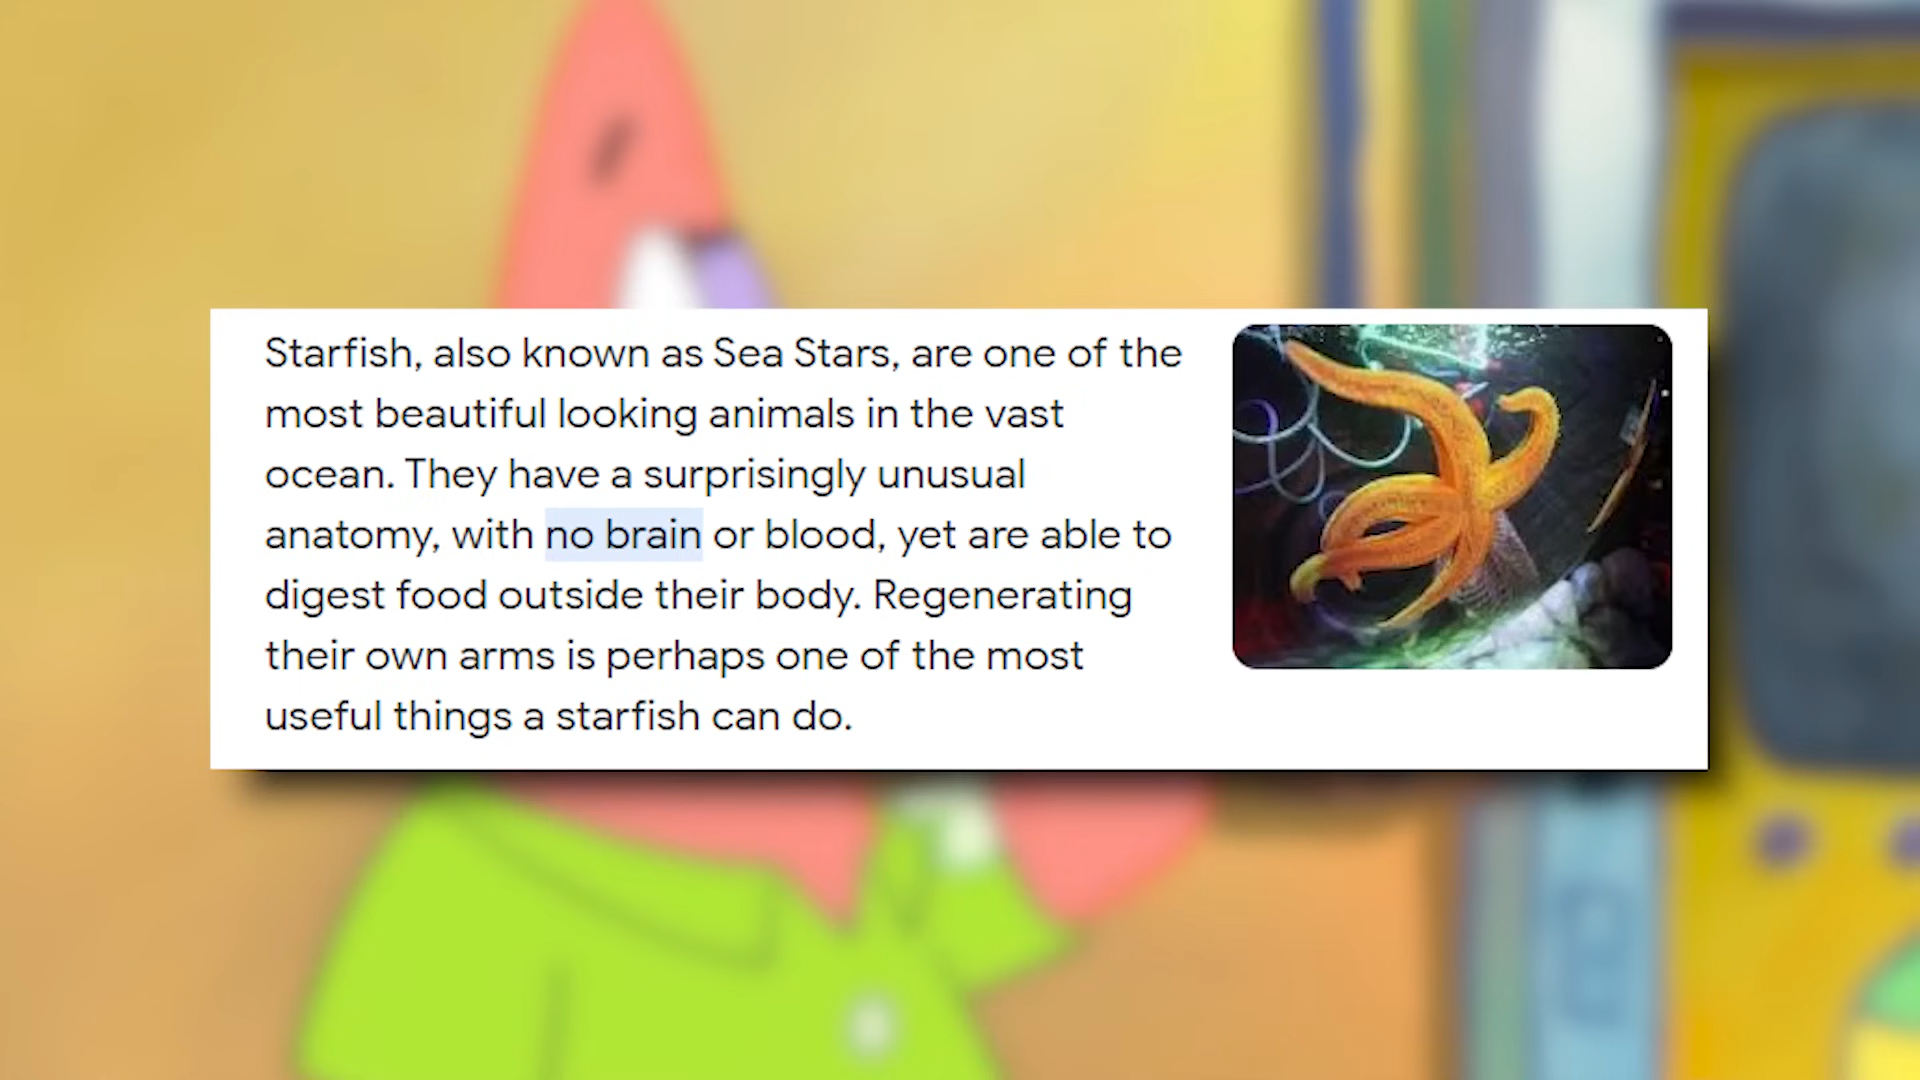 Starfish, also known as Sea Stars, are one of the
most beautiful looking animals in the vast
ocean. They have a surprisingly unusual
anatomy, with no brain or blood, yet are able to
digest food outside their body. Regenerating
their own arms is perhaps one of the most
useful things a starfish can do.